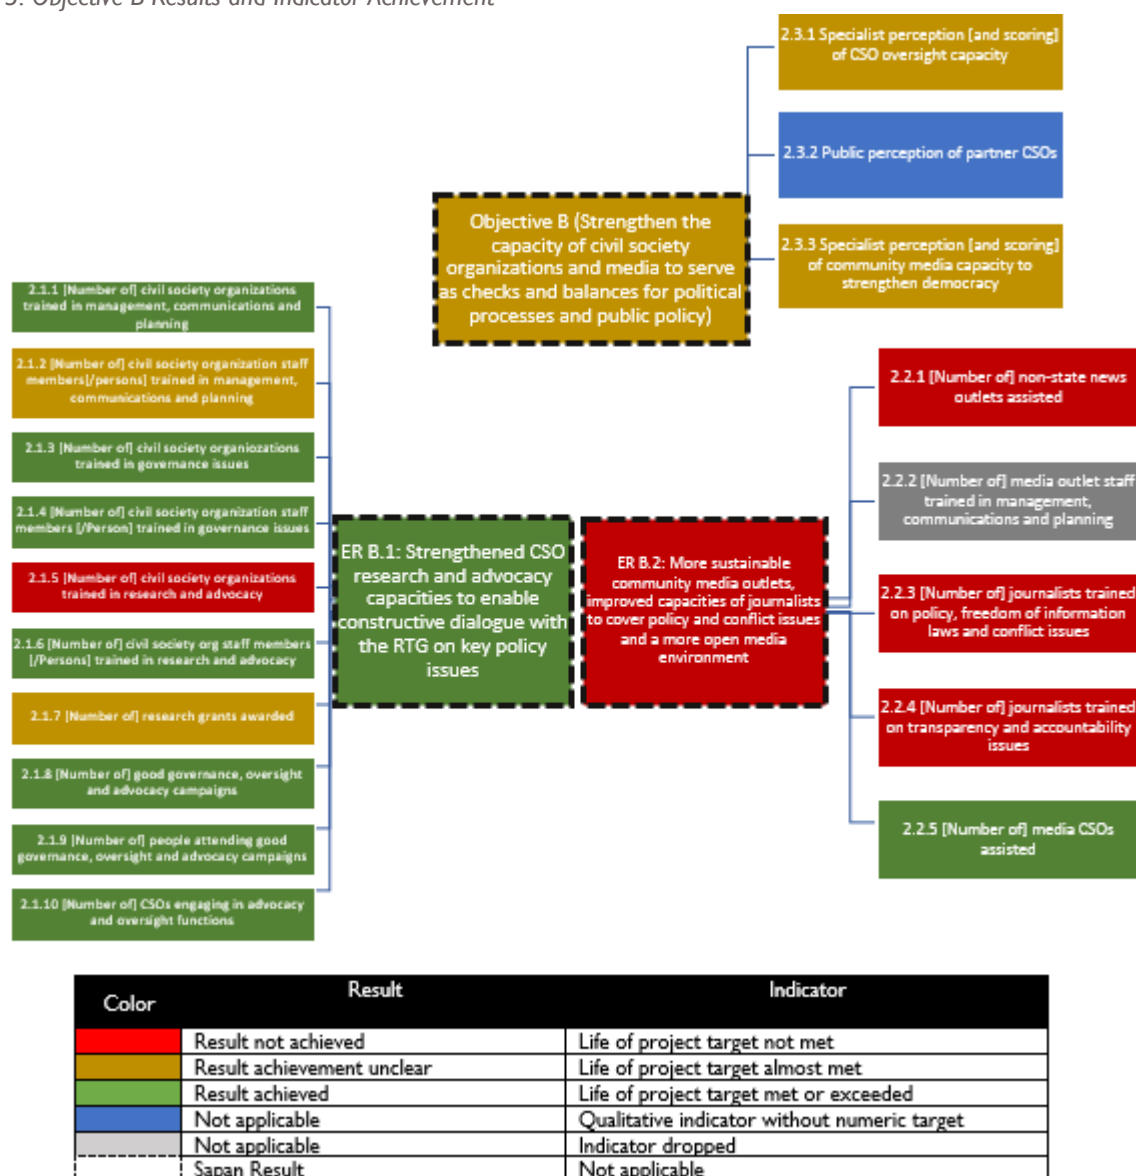 3. Objective B Results and Indicator Achievement
2.3.1 Specialist perception [and scoring]
of CSO oversight capacity
2.3.2 Public perception of partner CSOs
Objective B (Strengthen the
capacity of civil society
organizations and media to serve
as checks and balances for political
processes and public policy)
2.3.3 Specialist perception [and scoring]
of community media capacity to
strengthen democracy
2.1.1 [Number of] civil society organizations
trained in management, communications and
planning
2.1.2 [Number of] civil society organization staff
members[/persons] trained in management,
communications and planning
2.1.3 [Number of] civil society organiozations
trained in governance issues
2.1.4 [Number of] civil society organization staff
members [/Person] trained in governance issues
2.1.5 [Number of] civil society organizations
trained in research and advocacy
2.1.6 [Number of] civil society org staff members
[/Persons] trained in research and advocacy
2.1.7 [Number of] research grants awarded
2.1.8 [Number of] good governance, oversight
and advocacy campaigns
2.1.9 [Number of] people attending good
governance, oversight and advocacy campaigns
2.1.10 [Number of] CSOs engaging in advocacy
and oversight functions
ER B.1: Strengthened CSO
research and advocacy
capacities to enable
constructive dialogue with
the RTG on key policy
issues
ER B.2: More sustainable
community media outlets,
improved capacities of journalists
to cover policy and conflict issues
and a more open media
environment
2.2.1 [Number of] non-state news
outlets assisted
2.2.2 [Number of] media outlet staff
trained in management,
communications and planning
2.2.3 [Number of] journalists trained
on policy, freedom of information
laws and conflict issues
2.2.4 [Number of] journalists trained
on transparency and accountability
issues
2.2.5 [Number of] media CSOs
assisted
Color Result Indicator
Result not achieved Life of project target not met
Result achievement unclear Life of project target almost met
Result achieved Life of project target met or exceeded
Not applicable Qualitative indicator without numeric target
Not applicable Indicator dropped
Sapan Result Not applicable